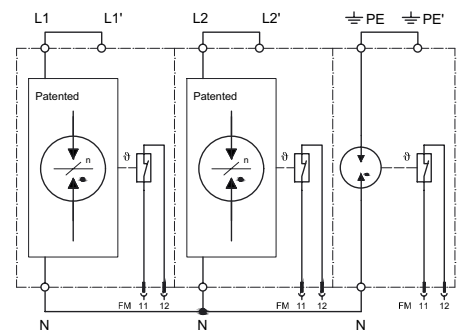 L1 L1' L2 L2' PE PE'
Patented Patented
n n
ϑ ϑ ϑ
FM 11 12 FM 11 12 FM 11 12
N N N